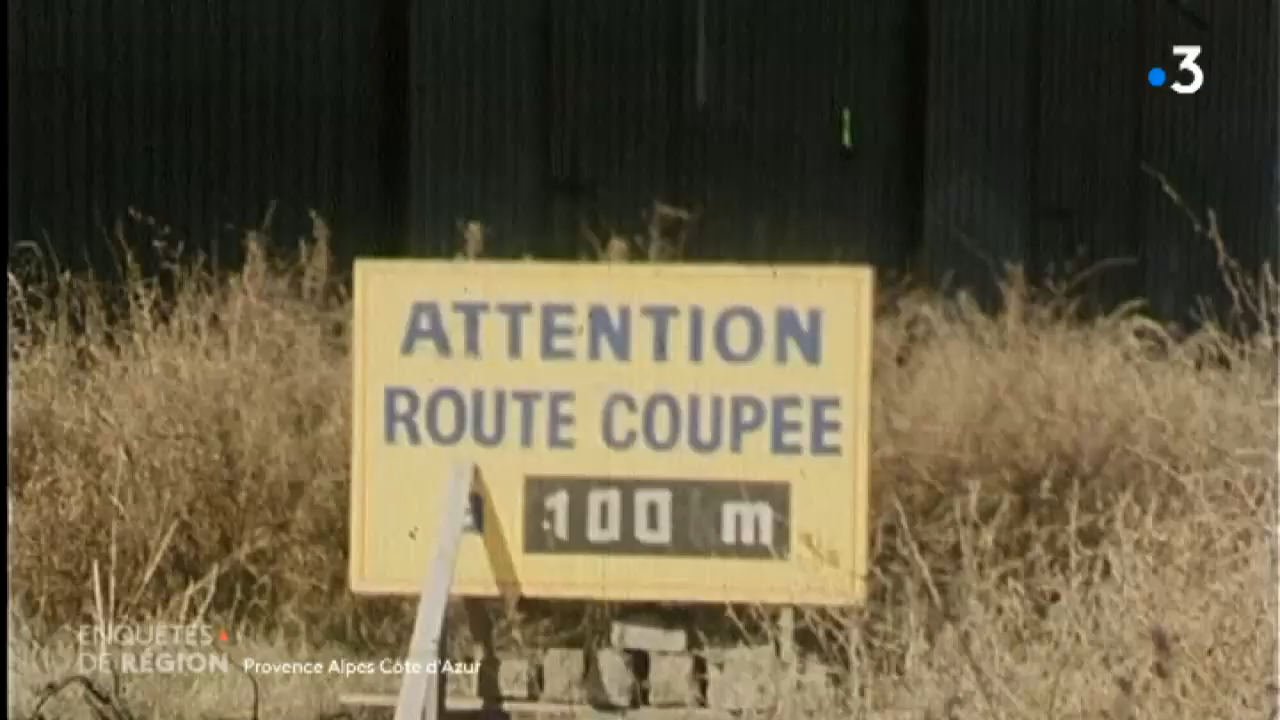 3
ATTENTION
ROUTE COUPEE
à 100 m
ENQUÊTES
DE RÉGION Provence Alpes Côte d'Azur